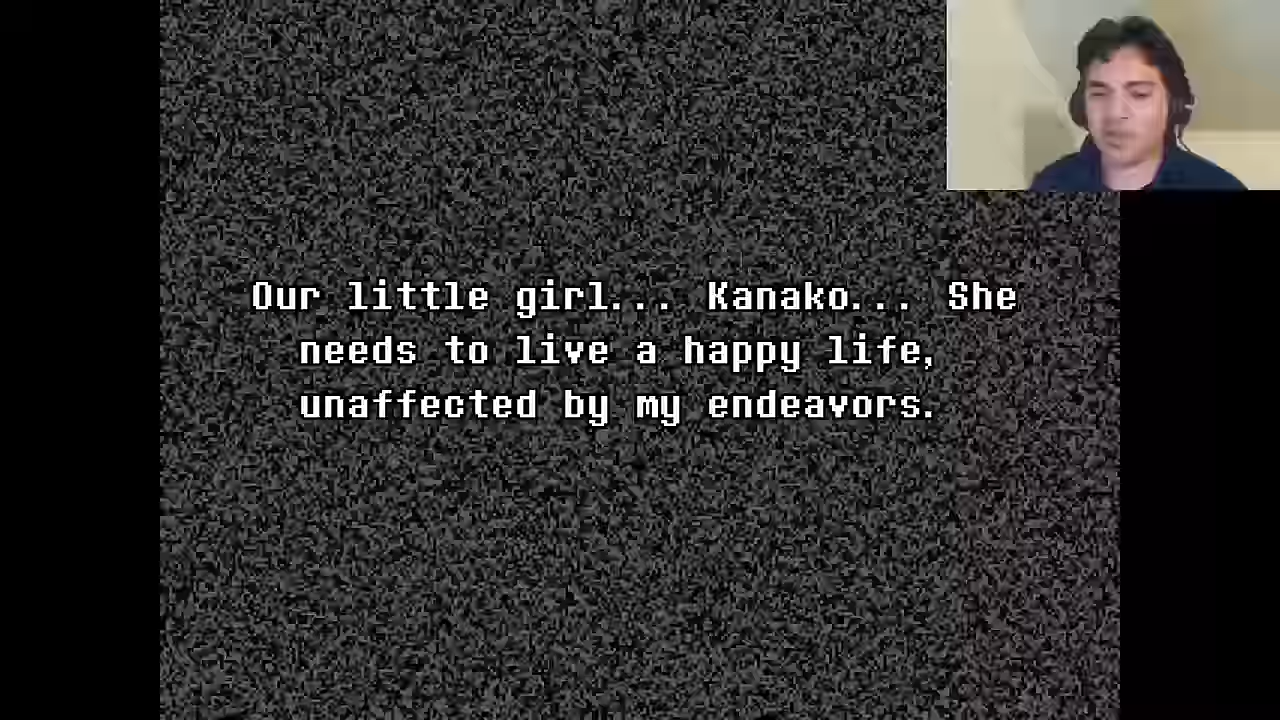 Our little girl... Kanako... She
needs to live a happy life,
unaffected by my endeavors.